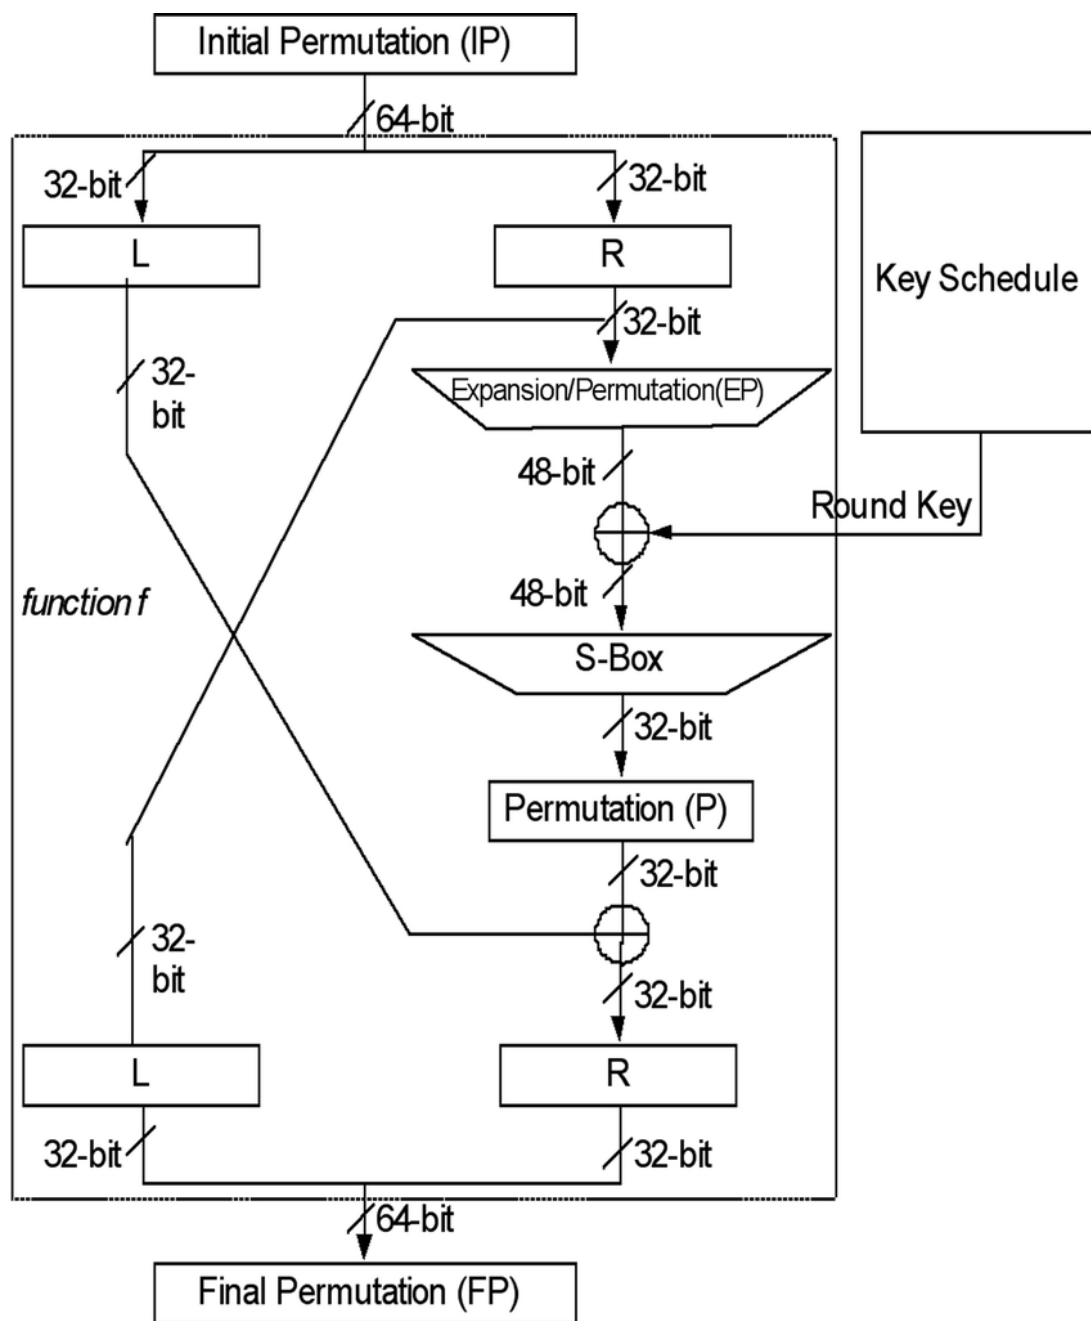 Initial Permutation (IP)
64-bit
32-bit
32-bit
L
R
Key Schedule
32-bit
32-
bit
Expansion/Permutation(EP)
48-bit
Round Key
48-bit
function f
S-Box
32-bit
Permutation (P)
32-bit
32-
bit
32-bit
L
R
32-bit
32-bit
64-bit
Final Permutation (FP)